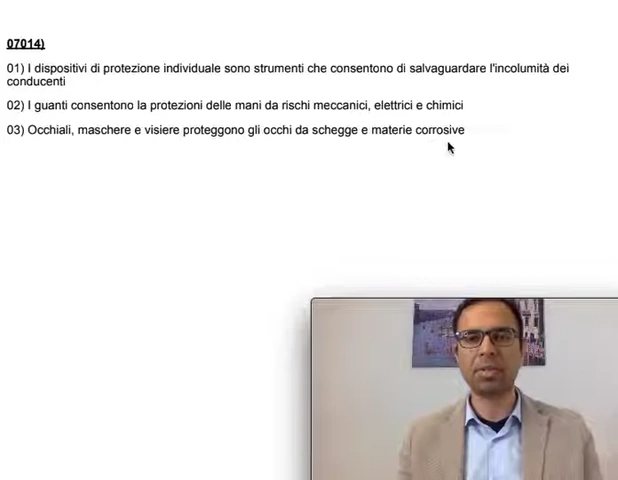 07014)
01) I dispositivi di protezione individuale sono strumenti che consentono di salvaguardare l'incolumità dei
conducenti
02) I guanti consentono la protezioni delle mani da rischi meccanici, elettrici e chimici
03) Occhiali, maschere e visiere proteggono gli occhi da schegge e materie corrosive